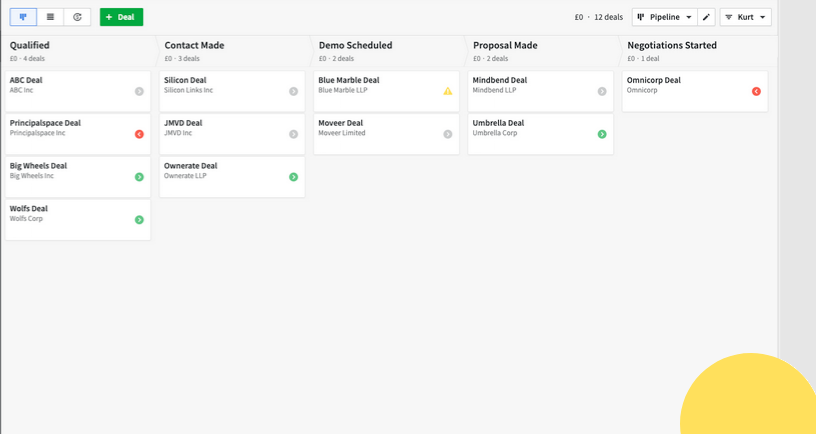 + Deal
£0 · 12 deals
Pipeline
Kurt
Qualified
£0 · 4 deals
ABC Deal
ABC Inc
Principalspace Deal
Principalspace Inc
Big Wheels Deal
Big Wheels Inc
Wolfs Deal
Wolfs Corp
Contact Made
£0 · 3 deals
Silicon Deal
Silicon Links Inc
JMVD Deal
JMVD Inc
Ownerate Deal
Ownerate LLP
Demo Scheduled
£0 · 2 deals
Blue Marble Deal
Blue Marble LLP
Moveer Deal
Moveer Limited
Proposal Made
£0 · 2 deals
Mindbend Deal
Mindbend LLP
Umbrella Deal
Umbrella Corp
Negotiations Started
£0 · 1 deal
Omnicorp Deal
Omnicorp